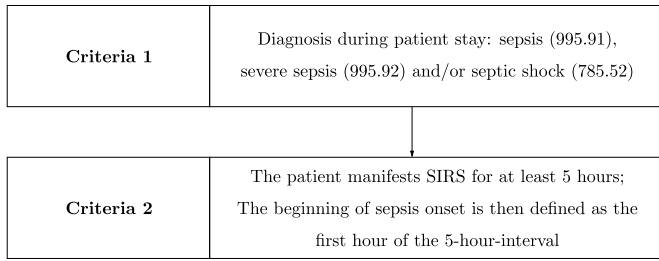 Criteria 1
Diagnosis during patient stay: sepsis (995.91),
severe sepsis (995.92) and/or septic shock (785.52)
Criteria 2
The patient manifests SIRS for at least 5 hours;
The beginning of sepsis onset is then defined as the
first hour of the 5-hour-interval